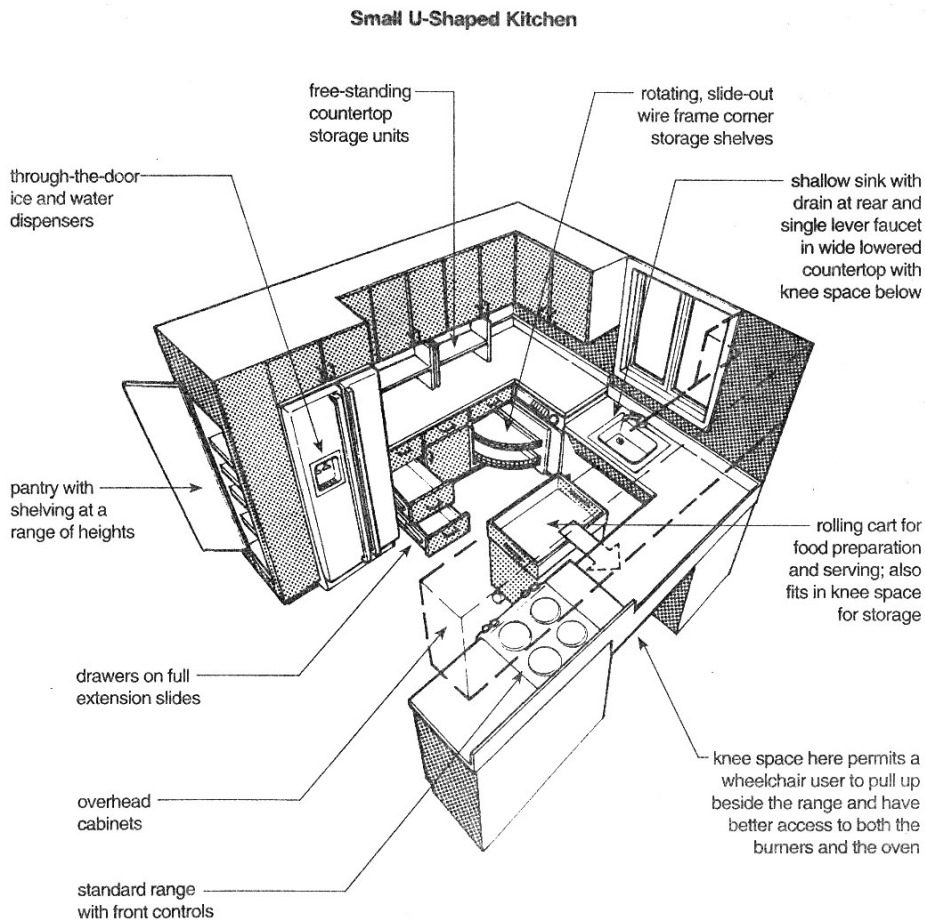 Small U-Shaped Kitchen
free-standing
countertop
storage units
rotating, slide-out
wire frame corner
storage shelves
through-the-door
ice and water
dispensers
shallow sink with
drain at rear and
single lever faucet
in wide lowered
countertop with
knee space below
pantry with
shelving at a
range of heights
rolling cart for
food preparation
and serving; also
fits in knee space
for storage
drawers on full
extension slides
knee space here permits a
wheelchair user to pull up
beside the range and have
better access to both the
burners and the oven
overhead
cabinets
standard range
with front controls